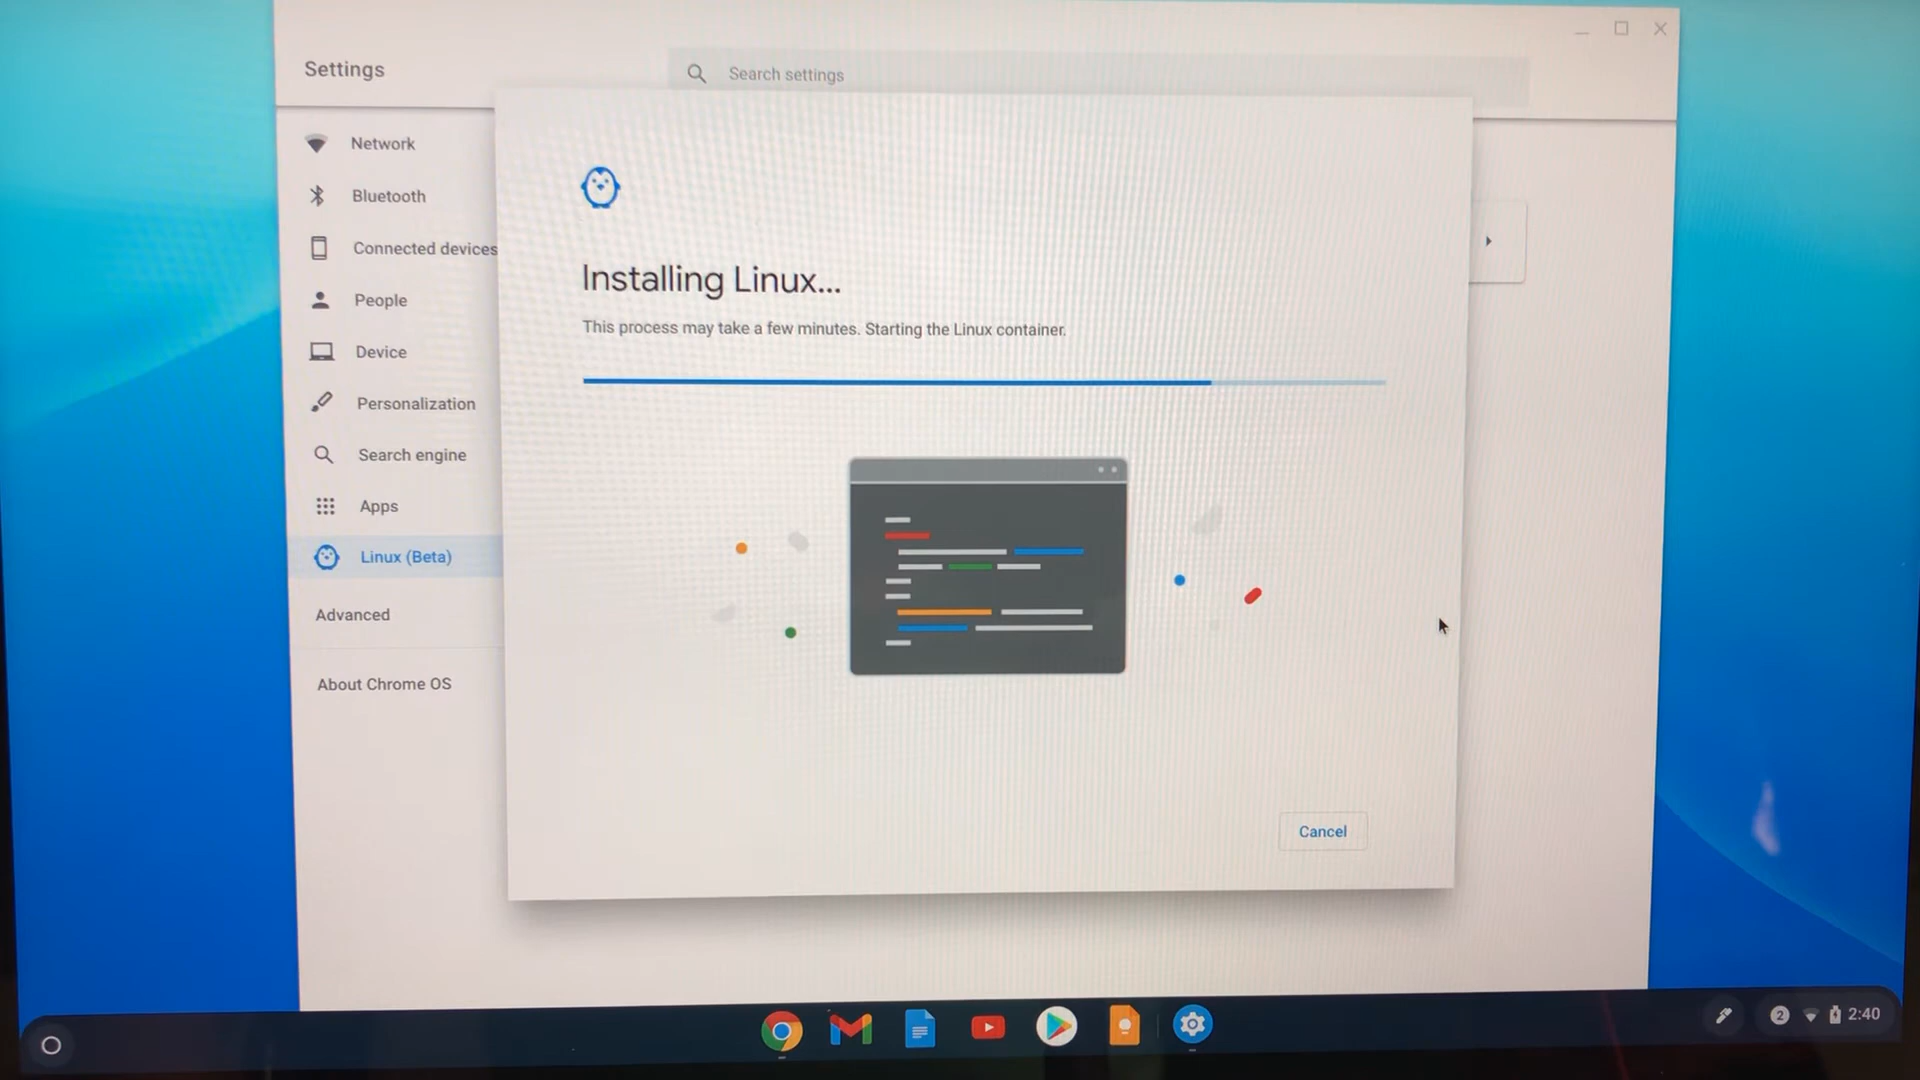 Settings
Search settings
Network
Bluetooth
Connected devices
People
Device
Personalization
Search engine
Apps
Linux (Beta)
Advanced
About Chrome OS
Installing Linux...
This process may take a few minutes. Starting the Linux container.
Cancel
2
2:40